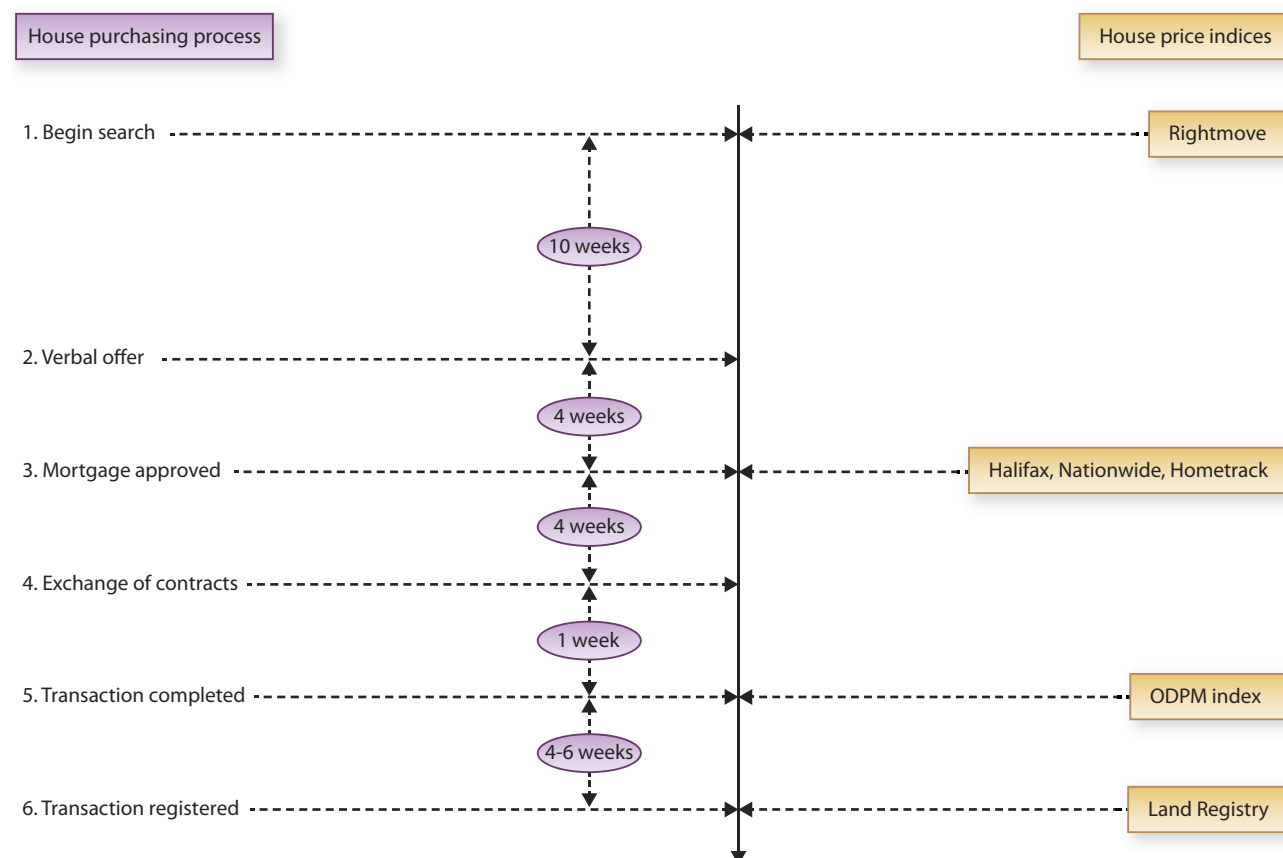 House purchasing process
House price indices
1. Begin search
Rightmove
10 weeks
2. Verbal offer
4 weeks
3. Mortgage approved
Halifax, Nationwide, Hometrack
4 weeks
4. Exchange of contracts
1 week
5. Transaction completed
ODPM index
4-6 weeks
6. Transaction registered
Land Registry